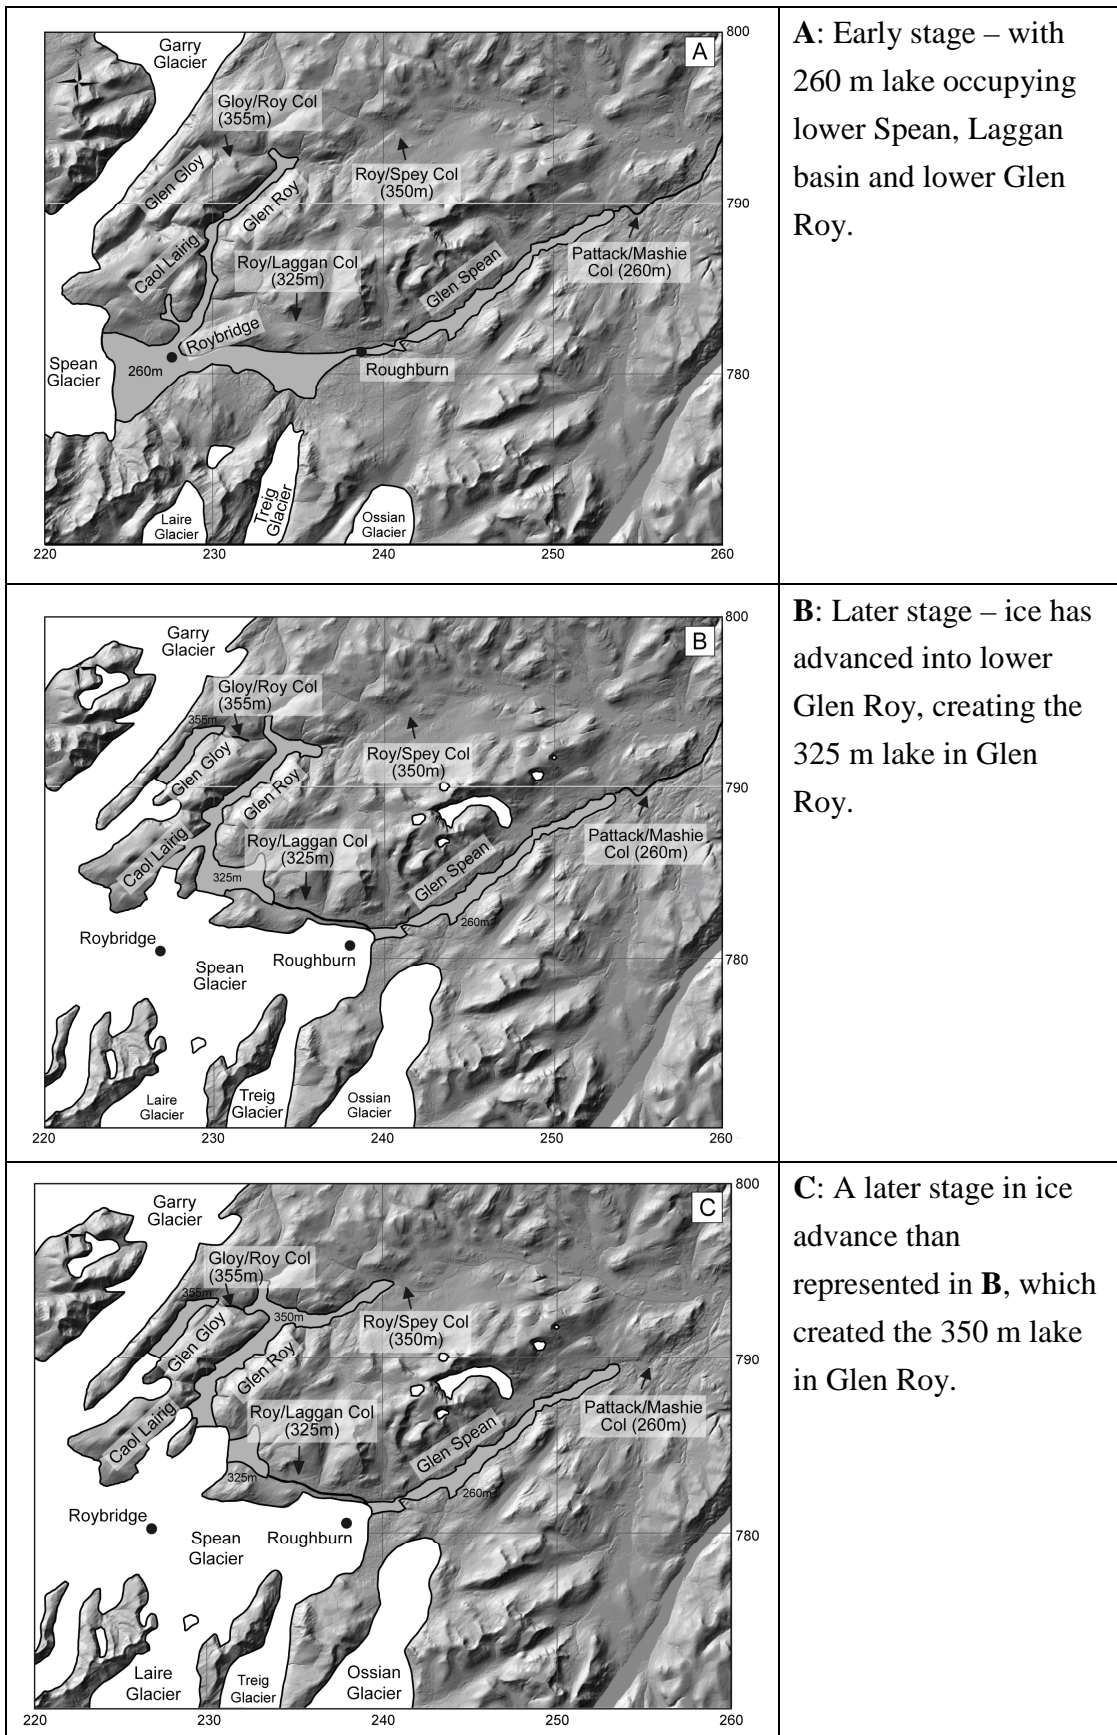 A
Garry
Glacier
Gloy/Roy Col
(355m)
Glen Gloy
Glen Roy
Roy/Spey Col
(350m)
Caol Lairig
Roy/Laggan Col
(325m)
Glen Spean
Pattack/Mashie
Col (260m)
Roybridge
260m
Spean
Glacier
Roughburn
Laire
Glacier
Treig
Glacier
Ossian
Glacier
800
790
780
220
230
240
250
260
A: Early stage – with
260 m lake occupying
lower Spean, Laggan
basin and lower Glen
Roy.
B
Garry
Glacier
Gloy/Roy Col
(355m)
355m
Glen Gloy
Glen Roy
Roy/Spey Col
(350m)
Caol Lairig
Roy/Laggan Col
(325m)
325m
Glen Spean
Pattack/Mashie
Col (260m)
260m
Roybridge
Spean
Glacier
Roughburn
Laire
Glacier
Treig
Glacier
Ossian
Glacier
800
790
780
220
230
240
250
260
B: Later stage – ice has
advanced into lower
Glen Roy, creating the
325 m lake in Glen
Roy.
C
Garry
Glacier
Gloy/Roy Col
(355m)
355m
350m
Glen Gloy
Glen Roy
Roy/Spey Col
(350m)
Caol Lairig
Roy/Laggan Col
(325m)
325m
Glen Spean
Pattack/Mashie
Col (260m)
260m
Roybridge
Spean
Glacier
Roughburn
Laire
Glacier
Treig
Glacier
Ossian
Glacier
800
790
780
220
230
240
250
260
C: A later stage in ice
advance than
represented in B, which
created the 350 m lake
in Glen Roy.